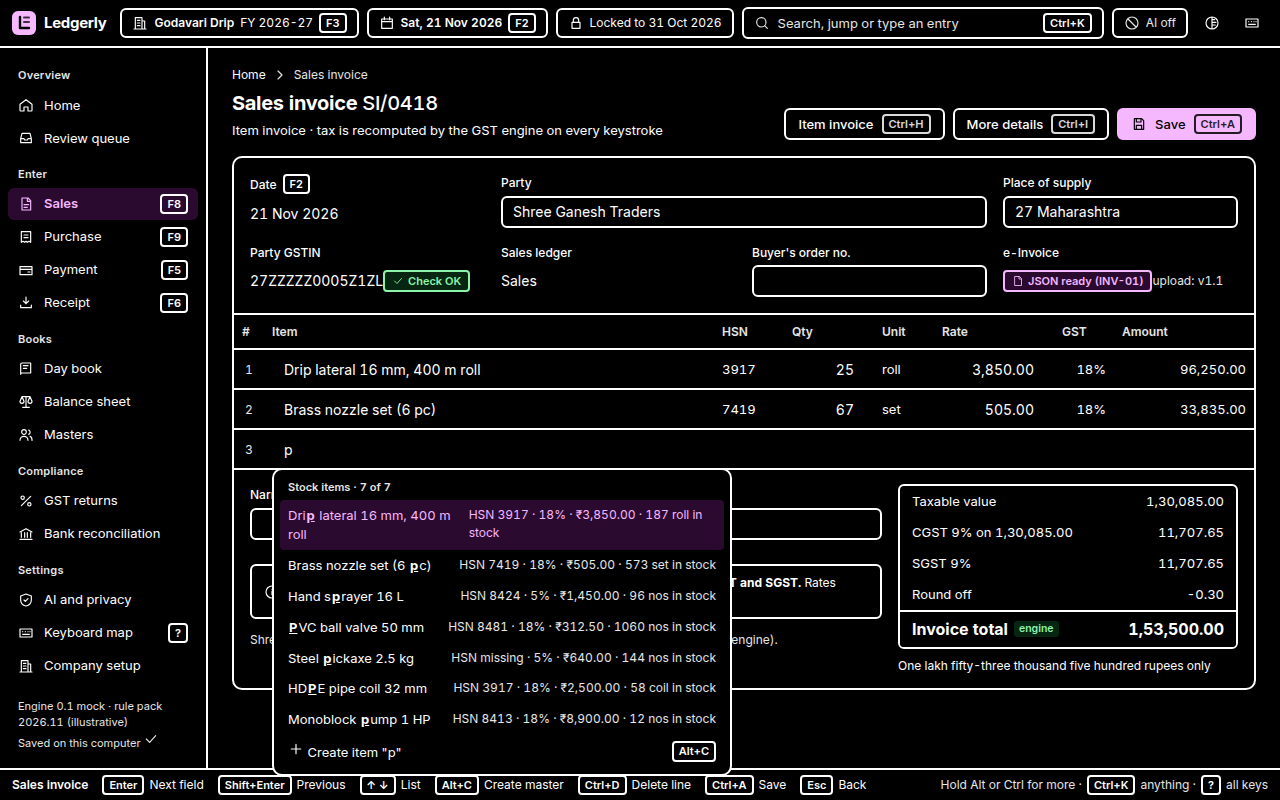 Ledgerly
Godavari Drip FY 2026-27 F3
Sat, 21 Nov 2026 F2
Locked to 31 Oct 2026
Search, jump or type an entry Ctrl+K
AI off
Overview
Home
Review queue
Enter
Sales F8
Purchase F9
Payment F5
Receipt F6
Books
Day book
Balance sheet
Masters
Compliance
GST returns
Bank reconciliation
Settings
AI and privacy
Keyboard map ?
Company setup
Engine 0.1 mock · rule pack
2026.11 (illustrative)
Saved on this computer
Home Sales invoice
Sales invoice SI/0418
Item invoice · tax is recomputed by the GST engine on every keystroke
Item invoice Ctrl+H
More details Ctrl+I
Save Ctrl+A
Date F2
21 Nov 2026
Party
Shree Ganesh Traders
Place of supply
27 Maharashtra
Party GSTIN
27ZZZZZ0005Z1ZL Check OK
Sales ledger
Sales
Buyer's order no.
e-Invoice
JSON ready (INV-01) upload: v1.1
# Item HSN Qty Unit Rate GST Amount
1 Drip lateral 16 mm, 400 m roll 3917 25 roll 3,850.00 18% 96,250.00
2 Brass nozzle set (6 pc) 7419 67 set 505.00 18% 33,835.00
3 p
Stock items · 7 of 7
Drip lateral 16 mm, 400 m roll HSN 3917 · 18% · ₹3,850.00 · 187 roll in stock
Brass nozzle set (6 pc) HSN 7419 · 18% · ₹505.00 · 573 set in stock
Hand sprayer 16 L HSN 8424 · 5% · ₹1,450.00 · 96 nos in stock
PVC ball valve 50 mm HSN 8481 · 18% · ₹312.50 · 1060 nos in stock
Steel pickaxe 2.5 kg HSN missing · 5% · ₹640.00 · 144 nos in stock
HDPE pipe coil 32 mm HSN 3917 · 18% · ₹2,500.00 · 58 coil in stock
Monoblock pump 1 HP HSN 8413 · 18% · ₹8,900.00 · 12 nos in stock
Create item "p" Alt+C
T and SGST. Rates
engine).
Taxable value 1,30,085.00
CGST 9% on 1,30,085.00 11,707.65
SGST 9% 11,707.65
Round off -0.30
Invoice total engine 1,53,500.00
One lakh fifty-three thousand five hundred rupees only
Sales invoice Enter Next field Shift+Enter Previous ↑ ↓ List Alt+C Create master Ctrl+D Delete line Ctrl+A Save Esc Back
Hold Alt or Ctrl for more · Ctrl+K anything · ? all keys